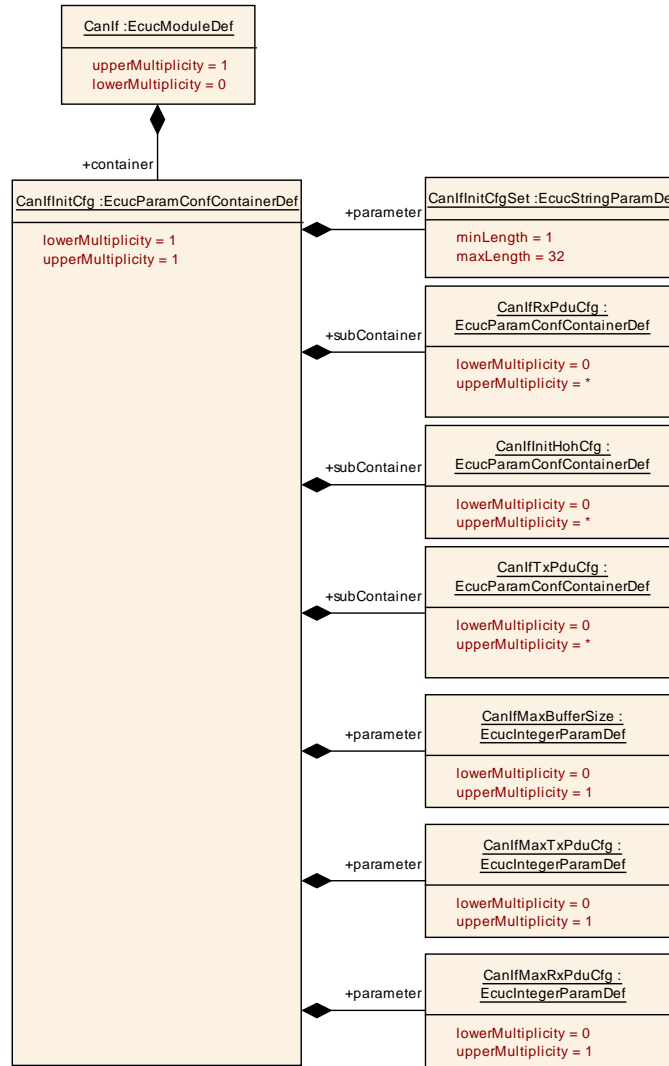 CanIf :EcucModuleDef
upperMultiplicity = 1
lowerMultiplicity = 0
+container
CanIfInitCfg :EcucParamConfContainerDef
lowerMultiplicity = 1
upperMultiplicity = 1
+parameter
CanIfInitCfgSet :EcucStringParamDe
minLength = 1
maxLength = 32
+subContainer
CanIfRxPduCfg :
EcucParamConfContainerDef
lowerMultiplicity = 0
upperMultiplicity = *
+subContainer
CanIfInitHohCfg :
EcucParamConfContainerDef
lowerMultiplicity = 0
upperMultiplicity = *
+subContainer
CanIfTxPduCfg :
EcucParamConfContainerDef
lowerMultiplicity = 0
upperMultiplicity = *
+parameter
CanIfMaxBufferSize :
EcucIntegerParamDef
lowerMultiplicity = 0
upperMultiplicity = 1
+parameter
CanIfMaxTxPduCfg :
EcucIntegerParamDef
lowerMultiplicity = 0
upperMultiplicity = 1
+parameter
CanIfMaxRxPduCfg :
EcucIntegerParamDef
lowerMultiplicity = 0
upperMultiplicity = 1